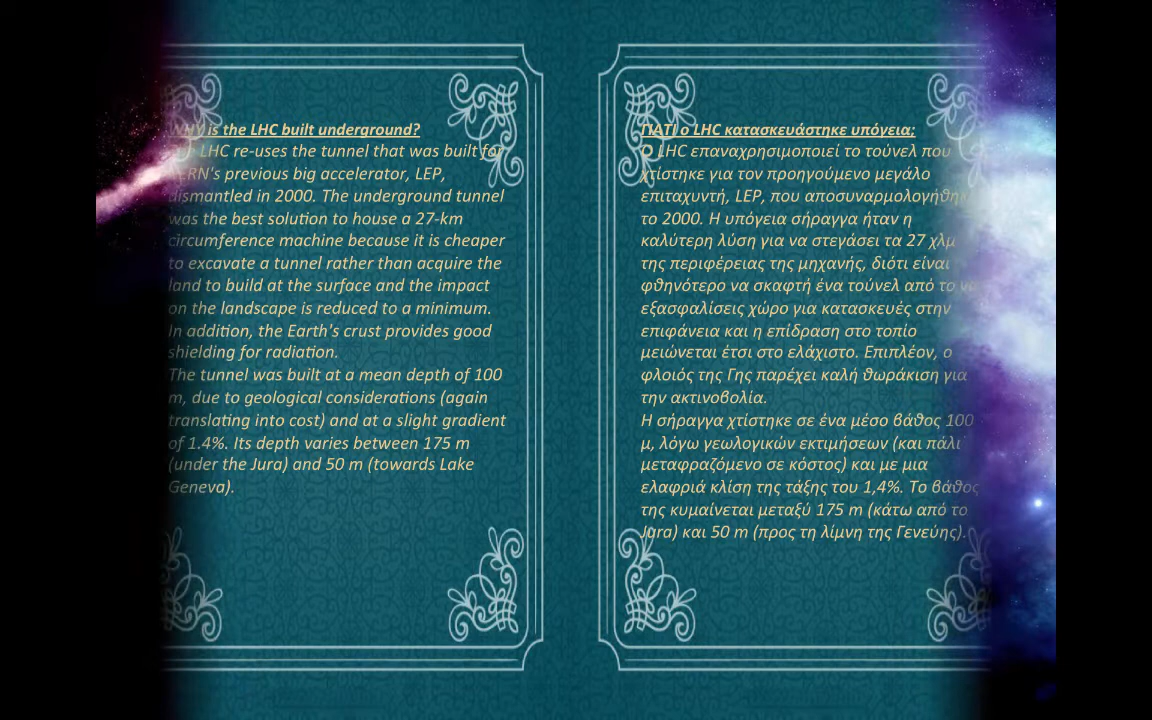 WHY is the LHC built underground?
The LHC re-uses the tunnel that was built for
CERN's previous big accelerator, LEP,
dismantled in 2000. The underground tunnel
was the best solution to house a 27-km
circumference machine because it is cheaper
to excavate a tunnel rather than acquire the
land to build at the surface and the impact
on the landscape is reduced to a minimum.
In addition, the Earth's crust provides good
shielding for radiation.
The tunnel was built at a mean depth of 100
m, due to geological considerations (again
translating into cost) and at a slight gradient
of 1.4%. Its depth varies between 175 m
(under the Jura) and 50 m (towards Lake
Geneva).
ΓΙΑΤΙ ο LHC κατασκευάστηκε υπόγεια;
Ο LHC επαναχρησιμοποιεί το τούνελ που
χτίστηκε για τον προηγούμενο μεγάλο
επιταχυντή, LEP, που αποσυναρμολογήθηκε
το 2000. Η υπόγεια σήραγγα ήταν η
καλύτερη λύση για να στεγάσει τα 27 χλμ
της περιφέρειας της μηχανής, διότι είναι
φθηνότερο να σκαφτή ένα τούνελ από το να
εξασφαλίσεις χώρο για κατασκευές στην
επιφάνεια και η επίδραση στο τοπίο
μειώνεται έτσι στο ελάχιστο. Επιπλέον, ο
φλοιός της Γης παρέχει καλή θωράκιση για
την ακτινοβολία.
Η σήραγγα χτίστηκε σε ένα μέσο βάθος 100
μ, λόγω γεωλογικών εκτιμήσεων (και πάλι
μεταφραζόμενο σε κόστος) και με μια
ελαφριά κλίση της τάξης του 1,4%. Το βάθος
της κυμαίνεται μεταξύ 175 m (κάτω από το
Jura) και 50 m (προς τη λίμνη της Γενεύης).